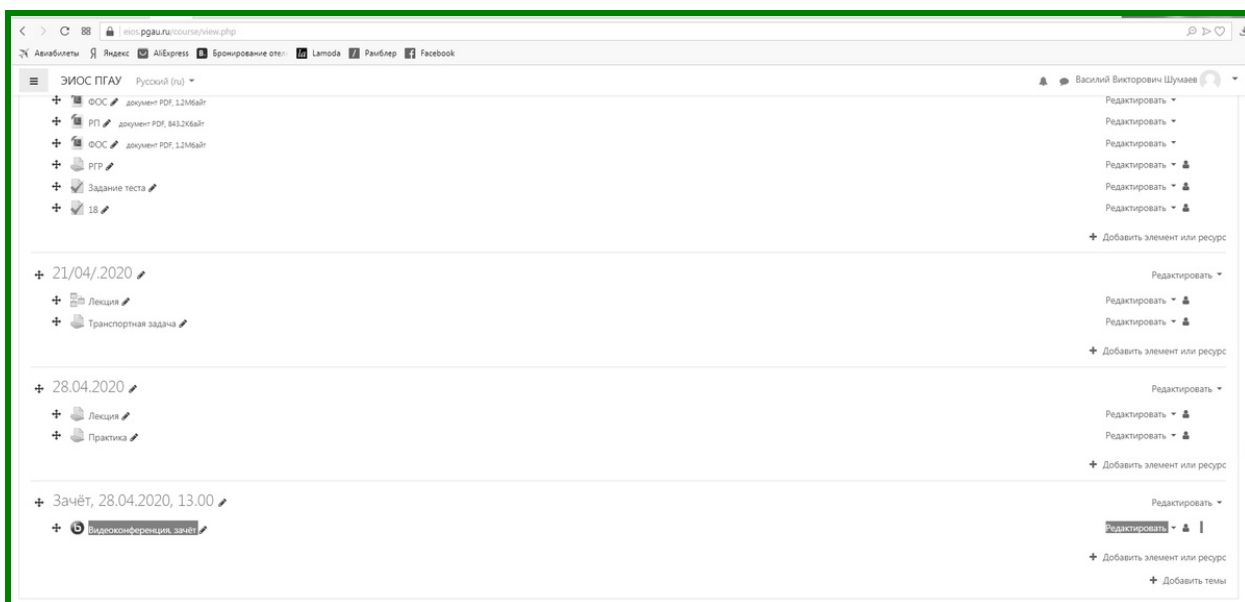 88 eios.pgau.ru/course/view.php
Авиабилеты Яндекс AliExpress B. Бронирование отел Lamoda Рамблер Facebook
ЭИОС ПГАУ Русский (ru) Василий Викторович Шумаев
ФОС документ PDF, 1.2Мбайт Редактировать
РП документ PDF, 843.2Кбайт Редактировать
ФОС документ PDF, 1.2Мбайт Редактировать
РГР Редактировать
Задание теста Редактировать
18 Редактировать
Добавить элемент или ресурс
21/04/.2020 Редактировать
Лекция Редактировать
Транспортная задача Редактировать
Добавить элемент или ресурс
28.04.2020 Редактировать
Лекция Редактировать
Практика Редактировать
Добавить элемент или ресурс
Зачёт, 28.04.2020, 13.00 Редактировать
Видеоконференция, зачёт Редактировать
Добавить элемент или ресурс
Добавить темы